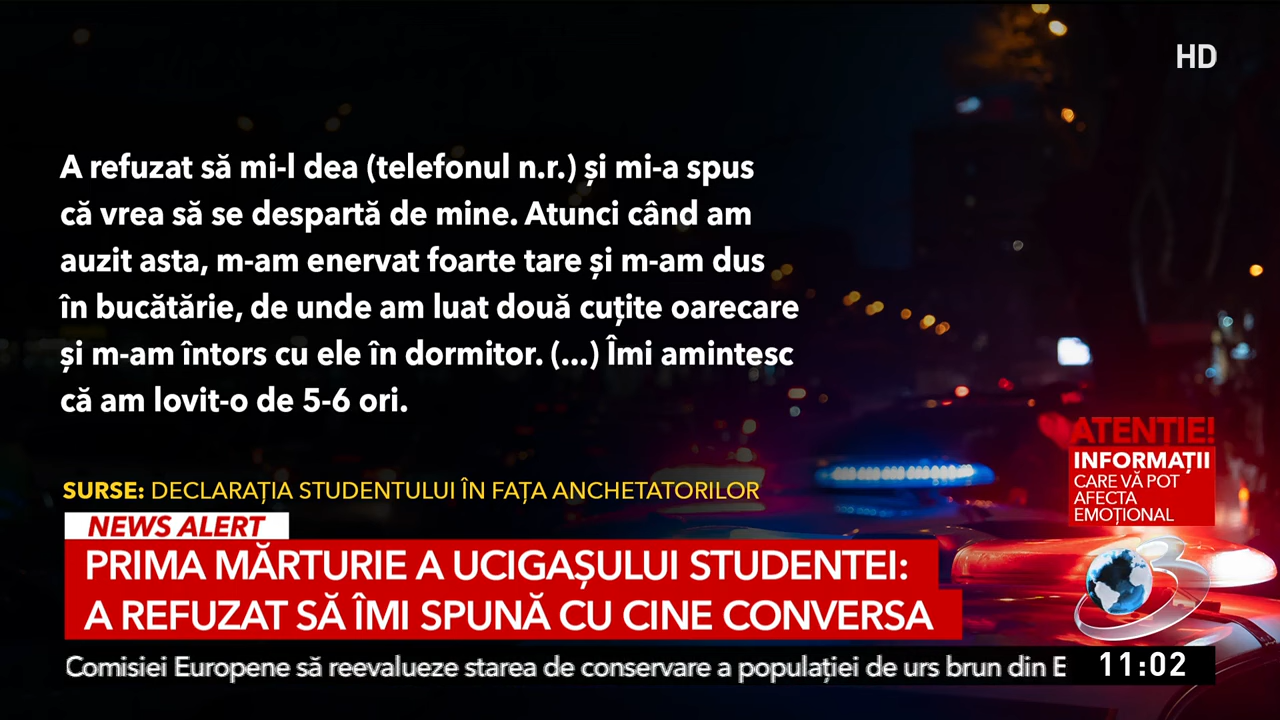 HD
A refuzat să mi-l dea (telefonul n.r.) și mi-a spus
că vrea să se despartă de mine. Atunci când am
auzit asta, m-am enervat foarte tare și m-am dus
în bucătărie, de unde am luat două cuțite oarecare
și m-am întors cu ele în dormitor. (...) Îmi amintesc
că am lovit-o de 5-6 ori.
ATENȚIE!
INFORMAȚII
CARE VĂ POT
AFECTA
EMOȚIONAL
SURSE: DECLARAȚIA STUDENTULUI ÎN FAȚA ANCHETATORILOR
NEWS ALERT
PRIMA MĂRTURIE A UCIGAȘULUI STUDENTEI:
A REFUZAT SĂ ÎMI SPUNĂ CU CINE CONVERSA
3
Comisiei Europene să reevalueze starea de conservare a populației de urs brun din E
11:02